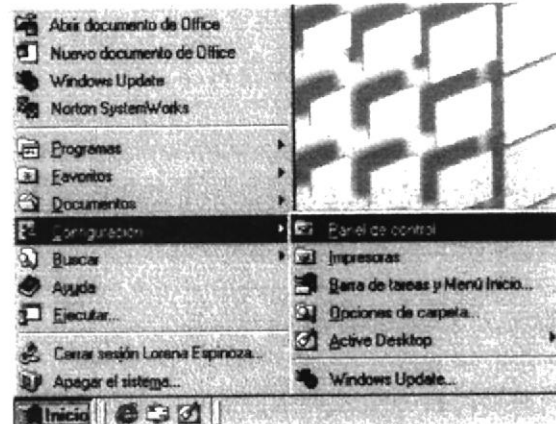 Abrir documento de Office
Nuevo documento de Office
Windows Update
Norton SystemWorks
Programas
Favoritos
Documentos
Configuración
Buscar
Ayuda
Ejecutar...
Cerrar sesión Lorena Espinoza...
Apagar el sistema...
Panel de control
Impresoras
Barra de tareas y Menú Inicio...
Opciones de carpeta...
Active Desktop
Windows Update...
Inicio